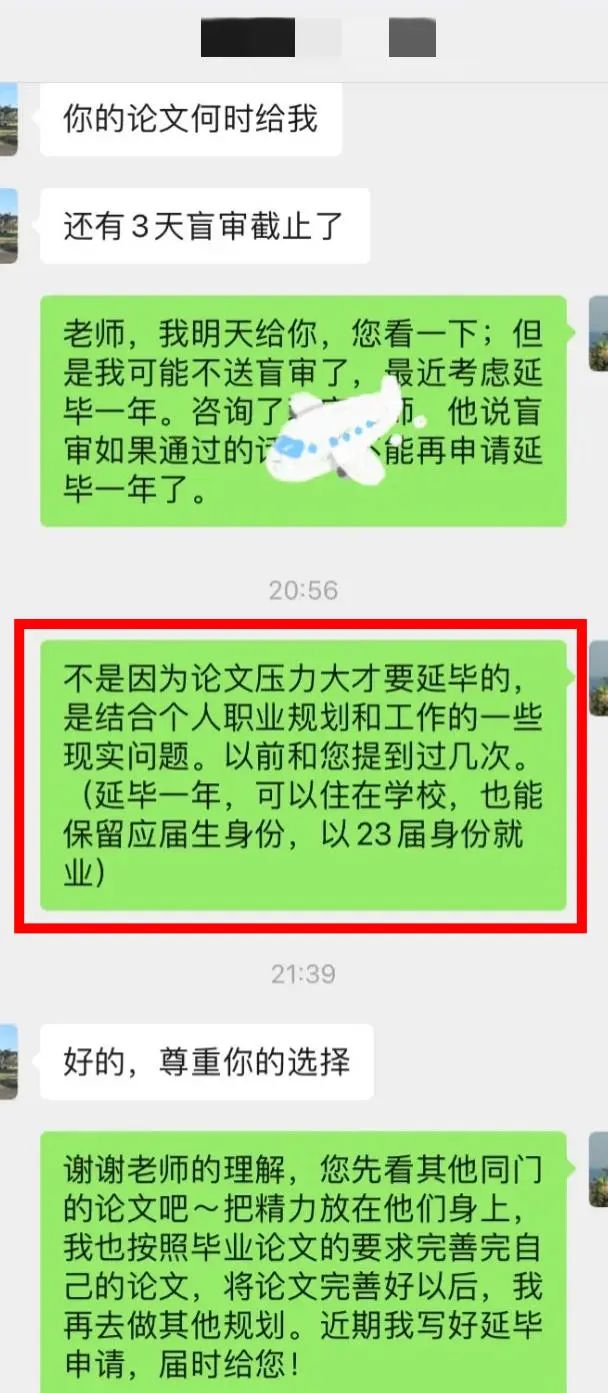 你的论文何时给我
还有3天盲审截止了
老师，我明天给你，您看一下；但
是我可能不送盲审了，最近考虑延
毕一年。咨询了 师 他说盲
审如果通过的 不能再申请延
毕一年了。
20:56
不是因为论文压力大才要延毕的，
是结合个人职业规划和工作的一些
现实问题。以前和您提到过几次。
（延毕一年，可以住在学校，也能
保留应届生身份，以23届身份就
业）
21:39
好的，尊重你的选择
谢谢老师的理解，您先看其他同门
的论文吧～把精力放在他们身上，
我也按照毕业论文的要求完善完自
己的论文，将论文完善好以后，我
再去做其他规划。近期我写好延毕
申请，届时给您！